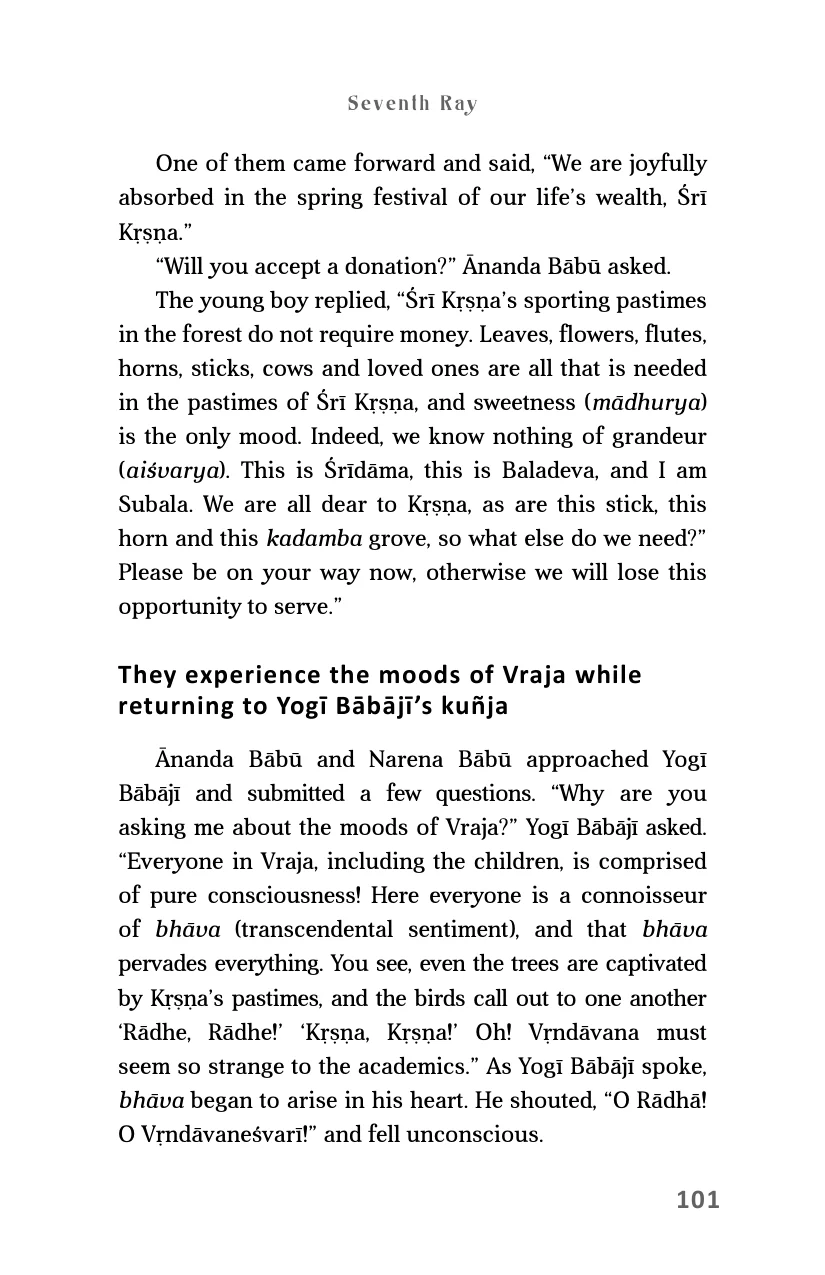 Seventh Ray
One of them came forward and said, “We are joyfully
absorbed in the spring festival of our life’s wealth, Śrī
Kṛṣṇa.”
“Will you accept a donation?” Ānanda Bābū asked.
The young boy replied, “Śrī Kṛṣṇa’s sporting pastimes
in the forest do not require money. Leaves, flowers, flutes,
horns, sticks, cows and loved ones are all that is needed
in the pastimes of Śrī Kṛṣṇa, and sweetness (mādhurya)
is the only mood. Indeed, we know nothing of grandeur
(aiśvarya). This is Śrīdāma, this is Baladeva, and I am
Subala. We are all dear to Kṛṣṇa, as are this stick, this
horn and this kadamba grove, so what else do we need?”
Please be on your way now, otherwise we will lose this
opportunity to serve.”
They experience the moods of Vraja while
returning to Yogī Bābājī’s kuñja
Ānanda Bābū and Narena Bābū approached Yogī
Bābājī and submitted a few questions. “Why are you
asking me about the moods of Vraja?” Yogī Bābājī asked.
“Everyone in Vraja, including the children, is comprised
of pure consciousness! Here everyone is a connoisseur
of bhāva (transcendental sentiment), and that bhāva
pervades everything. You see, even the trees are captivated
by Kṛṣṇa’s pastimes, and the birds call out to one another
‘Rādhe, Rādhe!’ ‘Kṛṣṇa, Kṛṣṇa!’ Oh! Vṛndāvana must
seem so strange to the academics.” As Yogī Bābājī spoke,
bhāva began to arise in his heart. He shouted, “O Rādhā!
O Vṛndāvaneśvarī!” and fell unconscious.
101